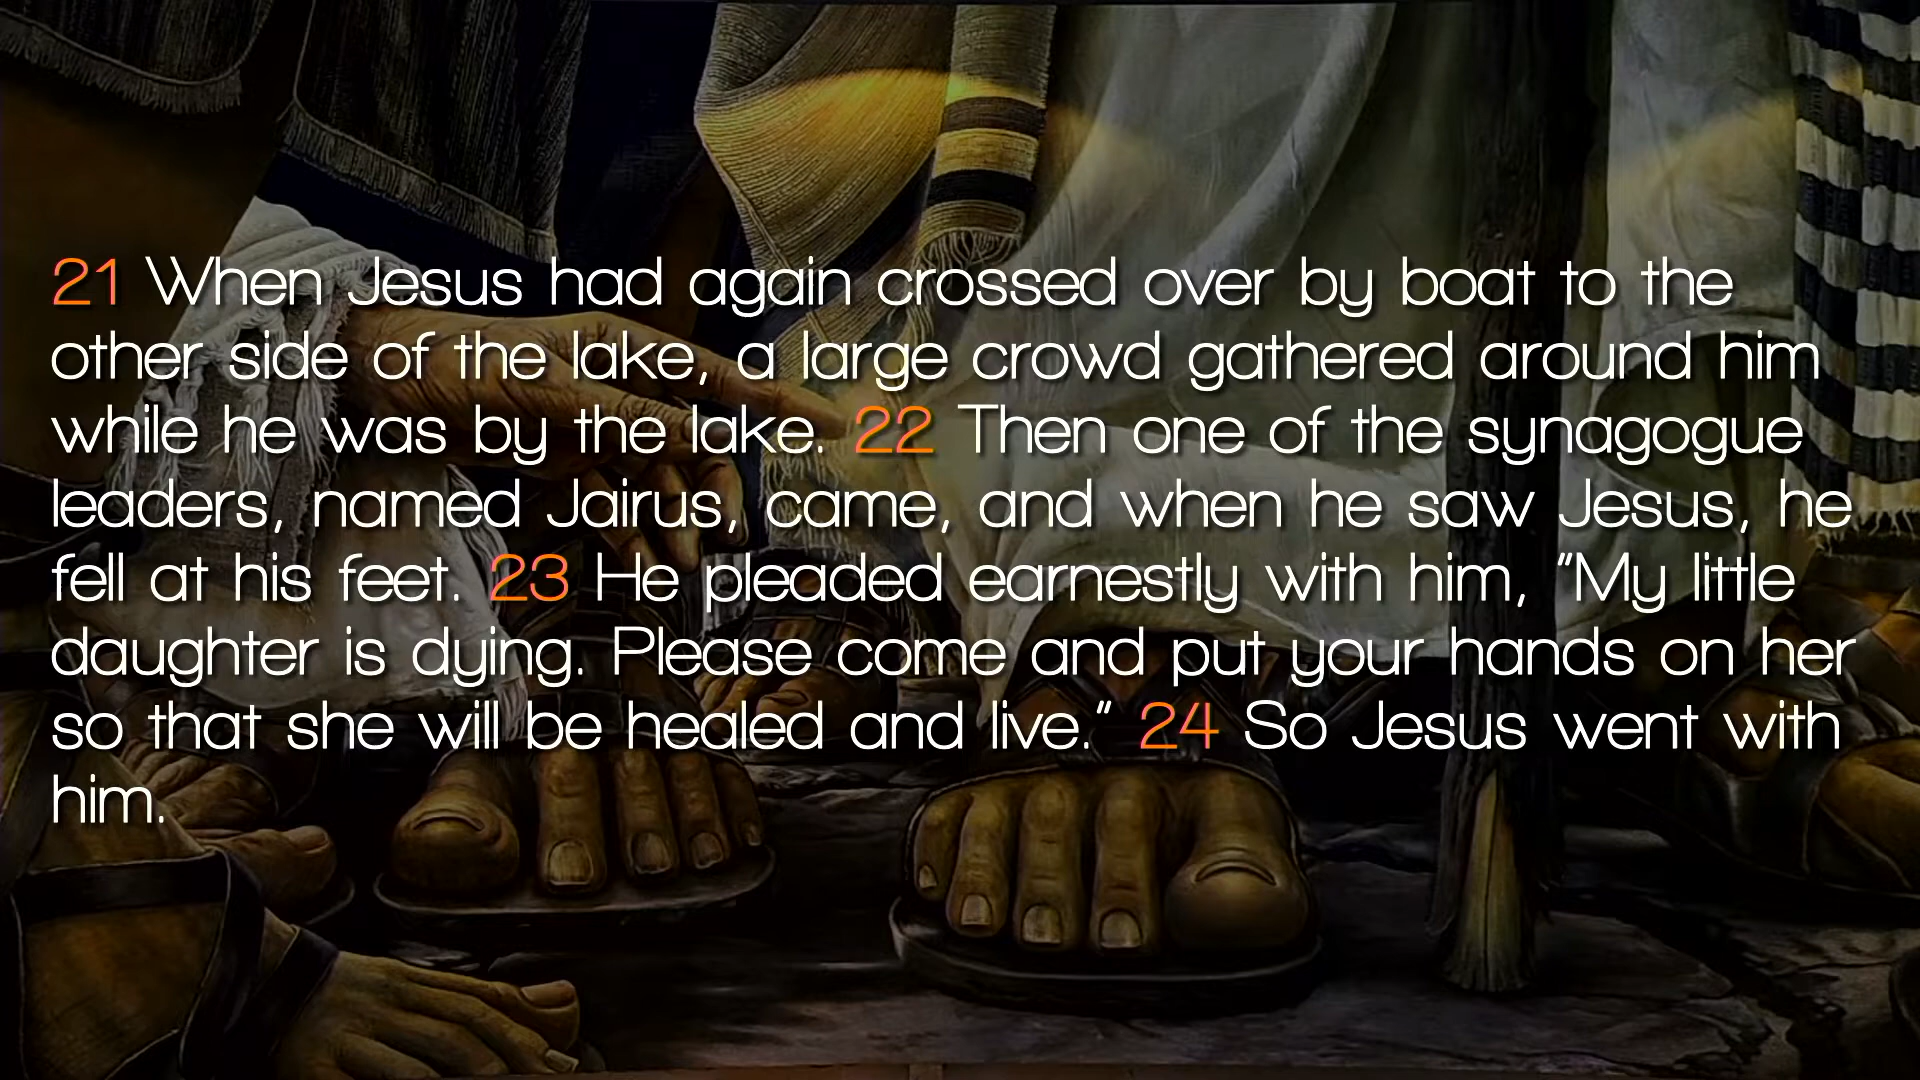 21 When Jesus had again crossed over by boat to the
other side of the lake, a large crowd gathered around him
while he was by the lake. 22 Then one of the synagogue
leaders, named Jairus, came, and when he saw Jesus, he
fell at his feet. 23 He pleaded earnestly with him, "My little
daughter is dying. Please come and put your hands on her
so that she will be healed and live." 24 So Jesus went with
him.